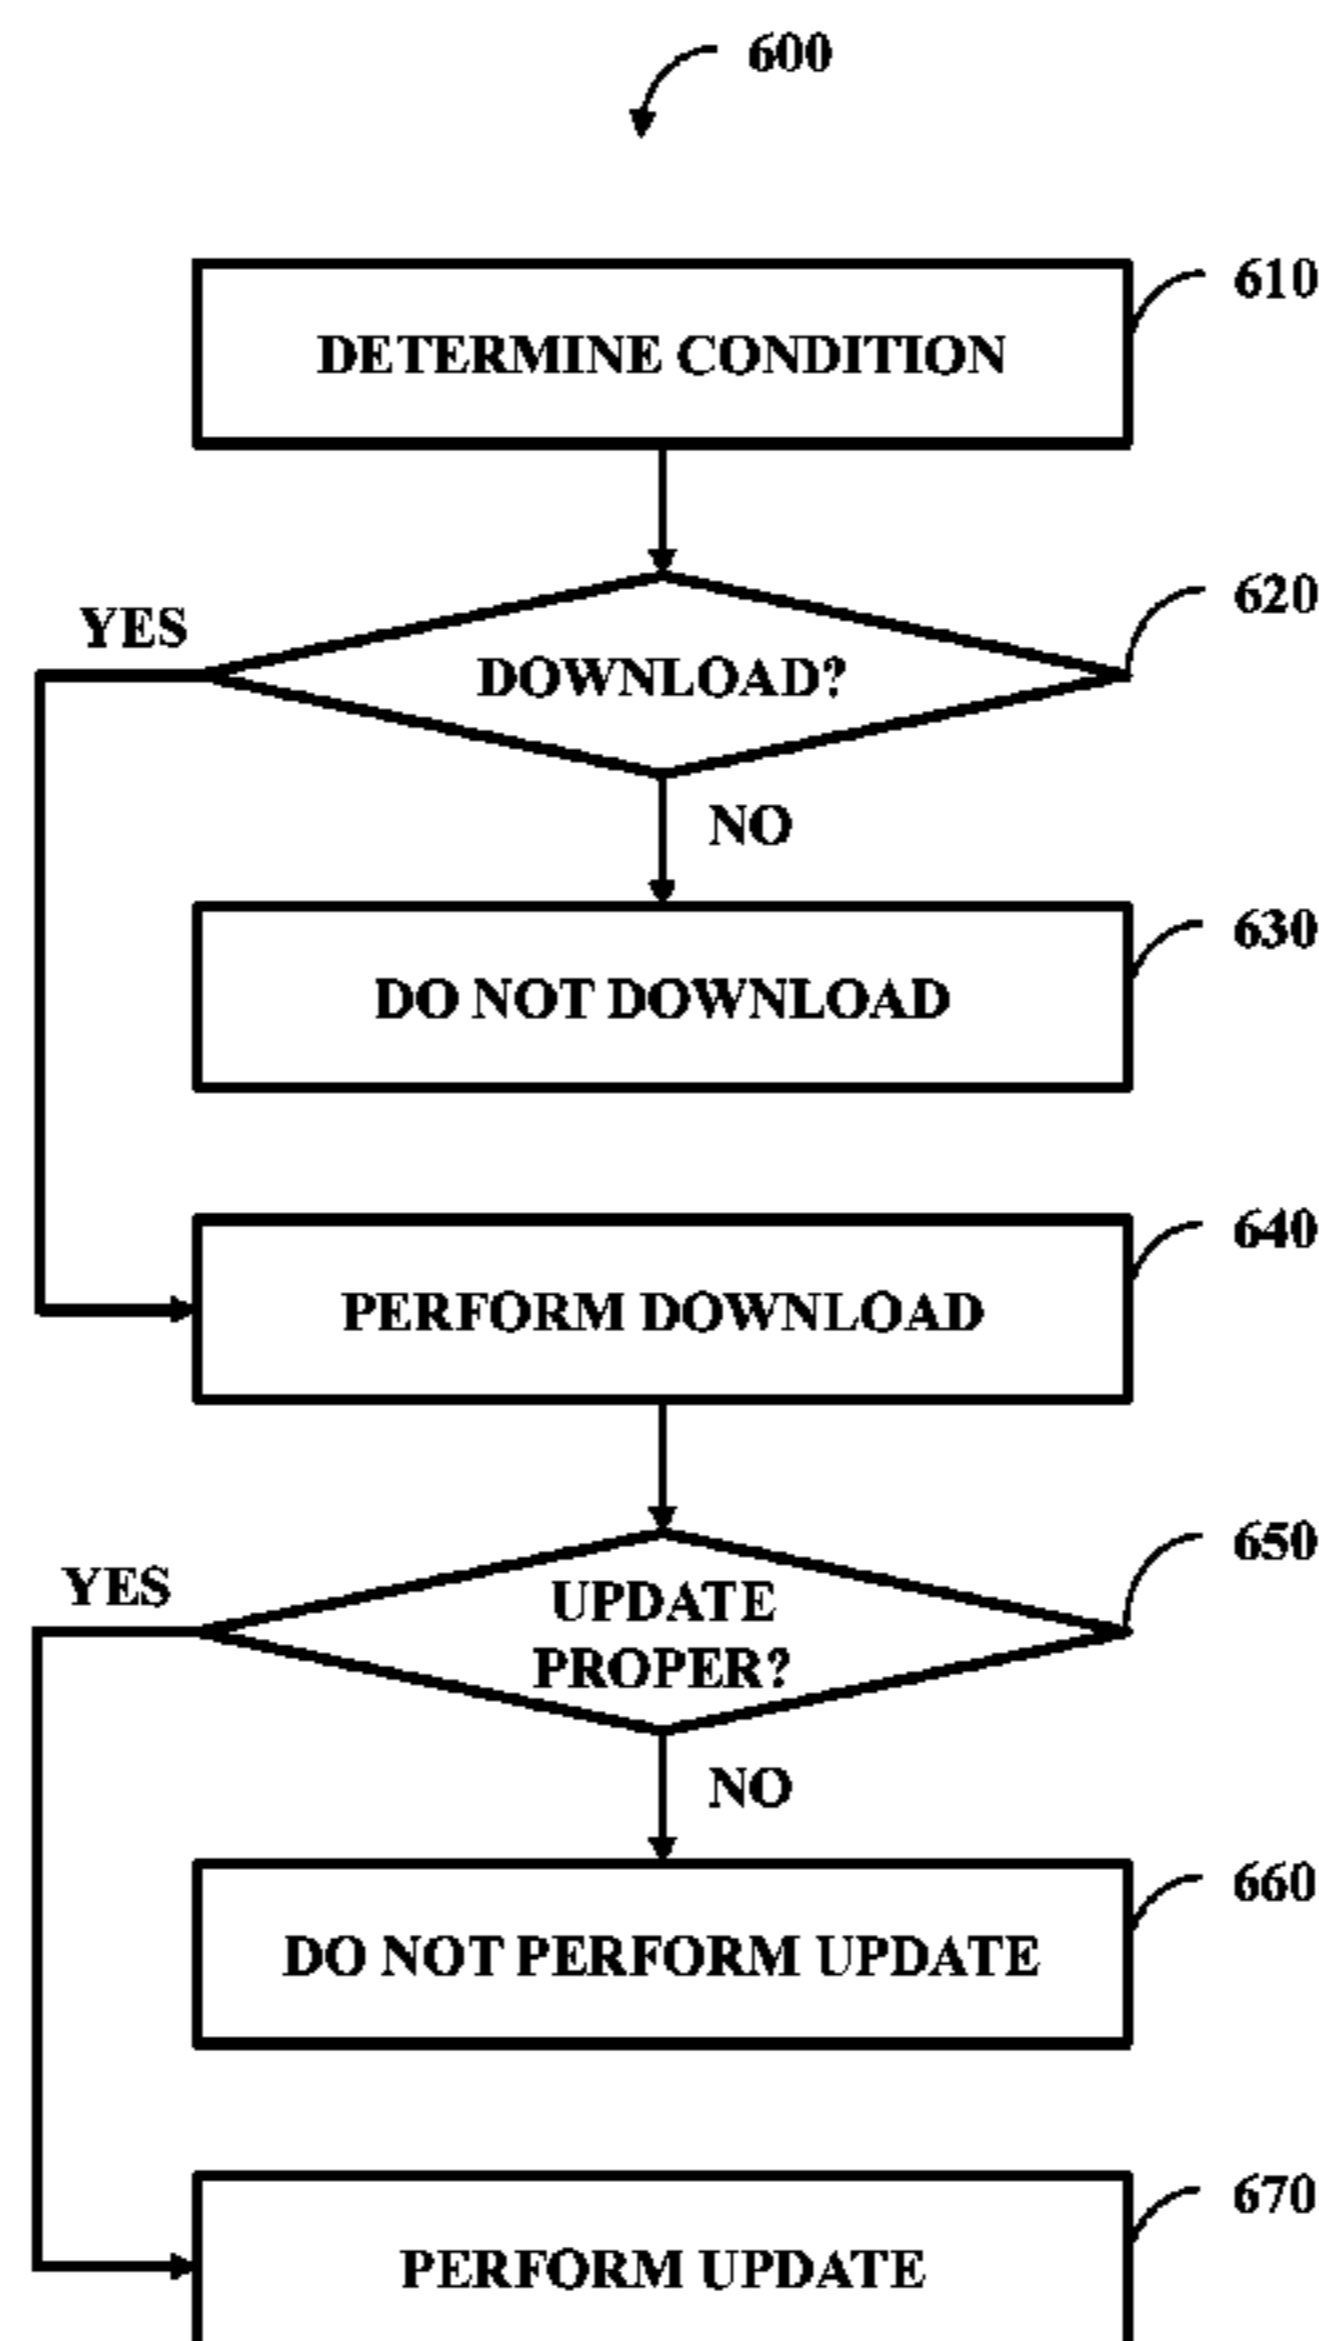 600
610
DETERMINE CONDITION
620
YES
DOWNLOAD?
NO
630
DO NOT DOWNLOAD
640
PERFORM DOWNLOAD
650
YES
UPDATE
PROPER?
NO
660
DO NOT PERFORM UPDATE
670
PERFORM UPDATE